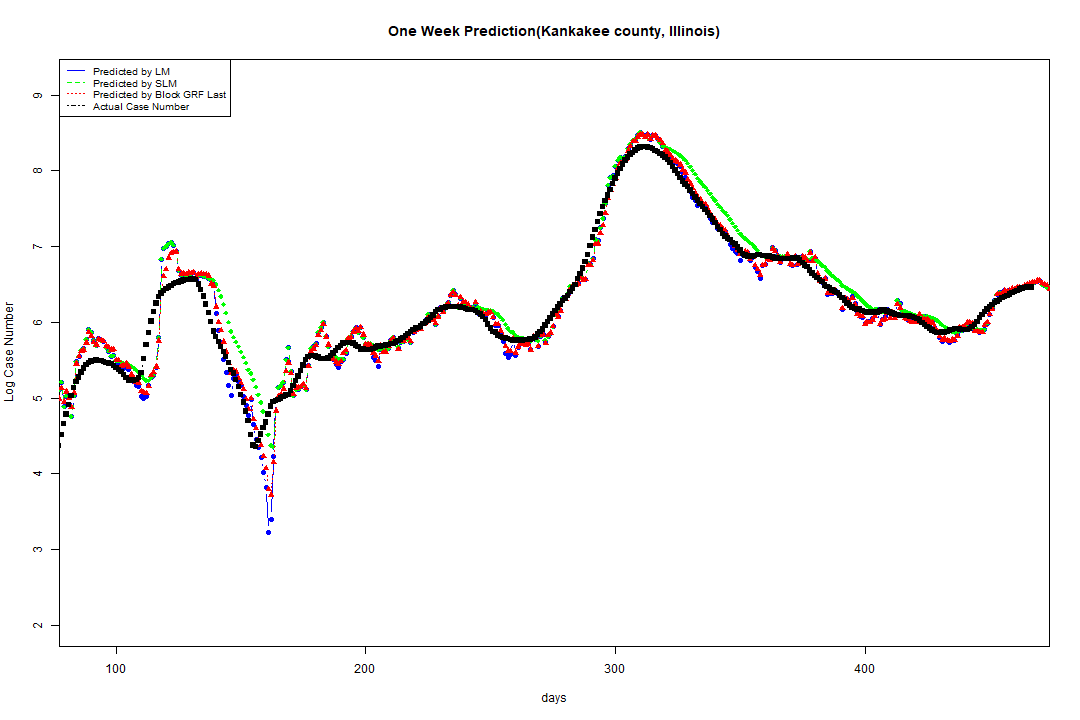 One Week Prediction(Kankakee county, Illinois)
Predicted by LM
Predicted by SLM
Predicted by Block GRF Last
Actual Case Number
9
8
7
6
5
4
3
2
Log Case Number
100 200 300 400
days